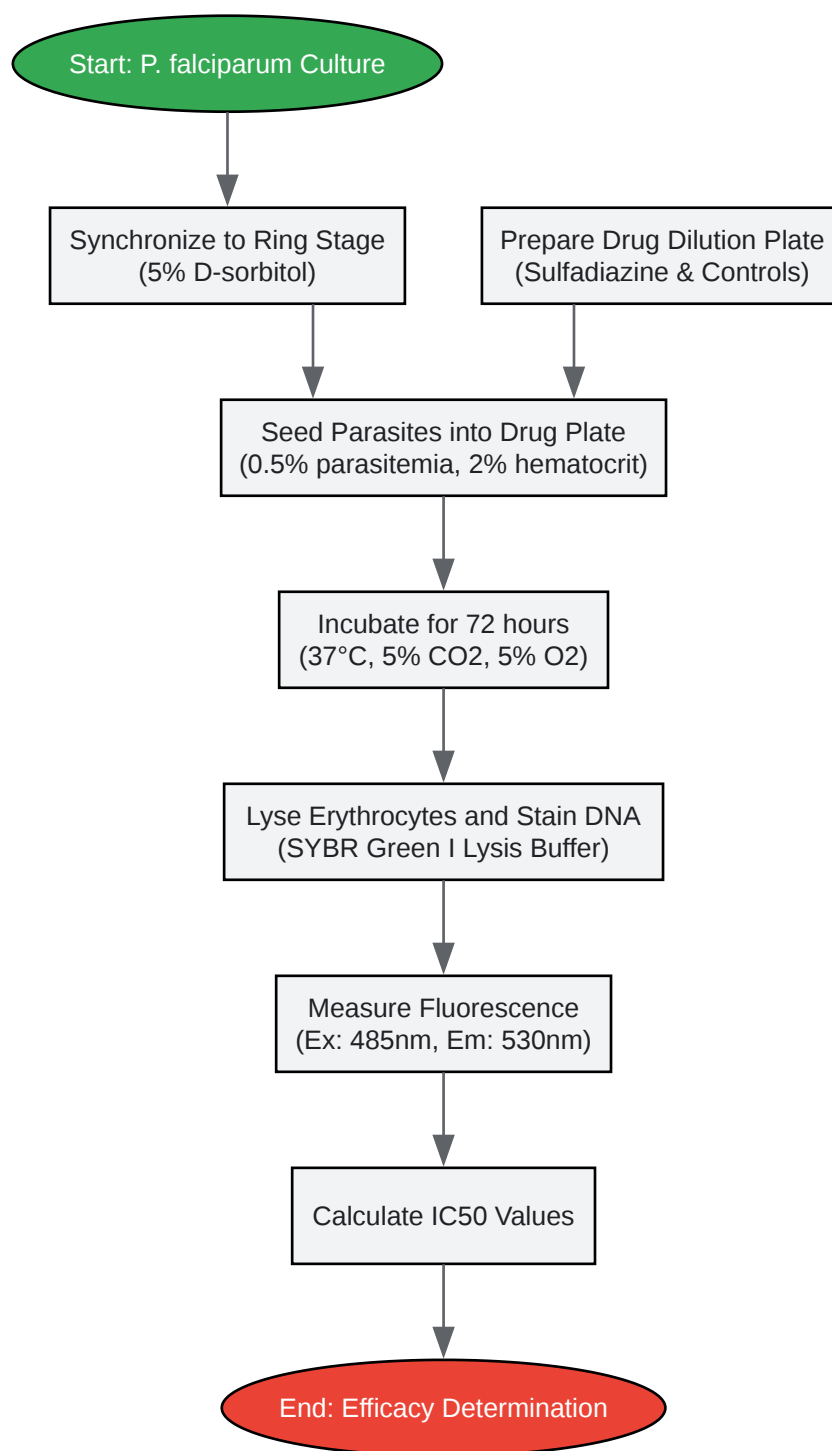 Start: P. falciparum Culture
Synchronize to Ring Stage
(5% D-sorbitol)
Prepare Drug Dilution Plate
(Sulfadiazine & Controls)
Seed Parasites into Drug Plate
(0.5% parasitemia, 2% hematocrit)
Incubate for 72 hours
(37°C, 5% CO2, 5% O2)
Lyse Erythrocytes and Stain DNA
(SYBR Green I Lysis Buffer)
Measure Fluorescence
(Ex: 485nm, Em: 530nm)
Calculate IC50 Values
End: Efficacy Determination